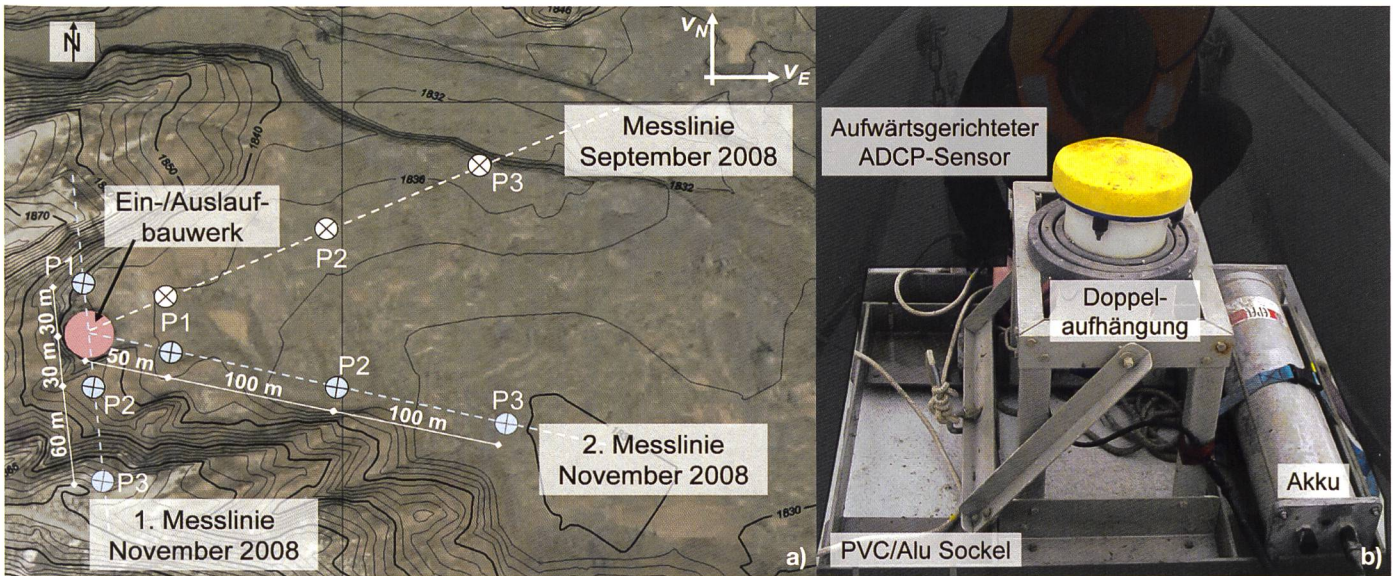 N
1846
vN
vE
1832
Messlinie
September 2008
1840
1850
1836
P3
1832
1870
Ein-/Auslauf-
bauwerk
P2
P1
P1
30 m
50 m
30 m
P2
100 m
P2
100 m
P3
60 m
P3
2. Messlinie
November 2008
1. Messlinie
November 2008
1830
a)
Aufwärtsgerichteter
ADCP-Sensor
Doppel-
aufhängung
Akku
PVC/Alu Sockel
b)